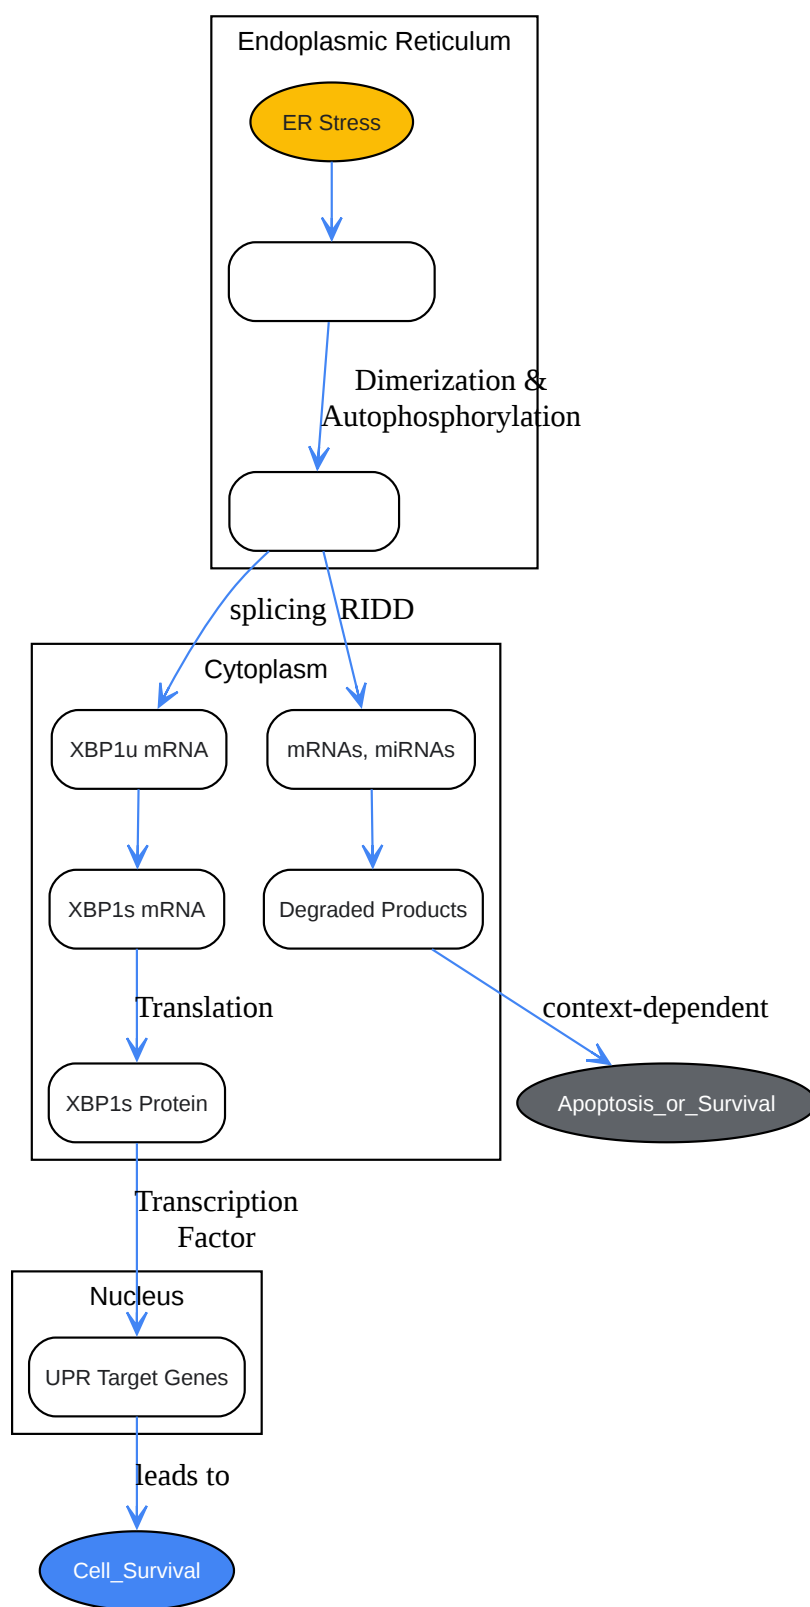 Endoplasmic Reticulum
ER Stress
Dimerization &
Autophosphorylation
splicing
RIDD
Cytoplasm
XBP1u mRNA
mRNAs, miRNAs
XBP1s mRNA
Degraded Products
Translation
context-dependent
XBP1s Protein
Apoptosis_or_Survival
Transcription
Factor
Nucleus
UPR Target Genes
leads to
Cell_Survival